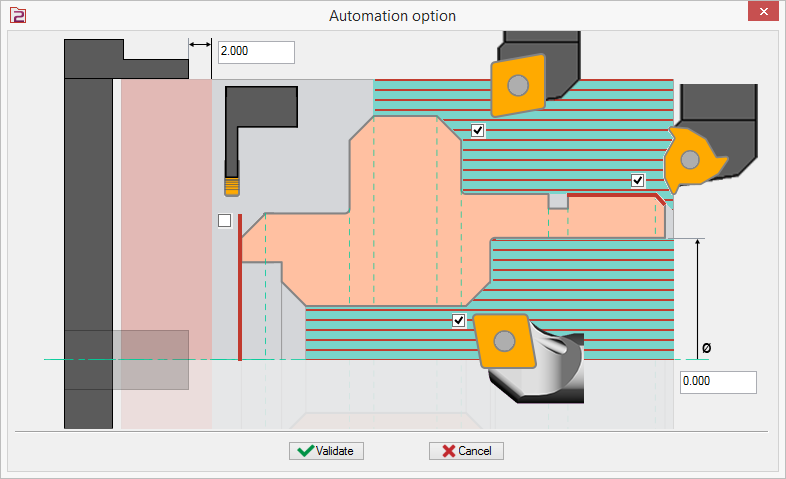 Automation option
2.000
Ø
0.000
Validate
Cancel